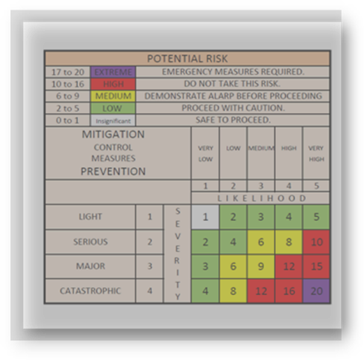 POTENTIAL RISK
17 to 20 EXTREME EMERGENCY MEASURES REQUIRED.
10 to 16 HIGH DO NOT TAKE THIS RISK.
6 to 9 MEDIUM DEMONSTRATE ALARP BEFORE PROCEEDING
2 to 5 LOW PROCEED WITH CAUTION.
0 to 1 Insignificant SAFE TO PROCEED.
MITIGATION
CONTROL
MEASURES
PREVENTION
VERY LOW
LOW
MEDIUM
HIGH
VERY HIGH
1 2 3 4 5
LIKELIHOOD
SEVERITY
LIGHT 1 1 2 3 4 5
SERIOUS 2 2 4 6 8 10
MAJOR 3 3 6 9 12 15
CATASTROPHIC 4 4 8 12 16 20